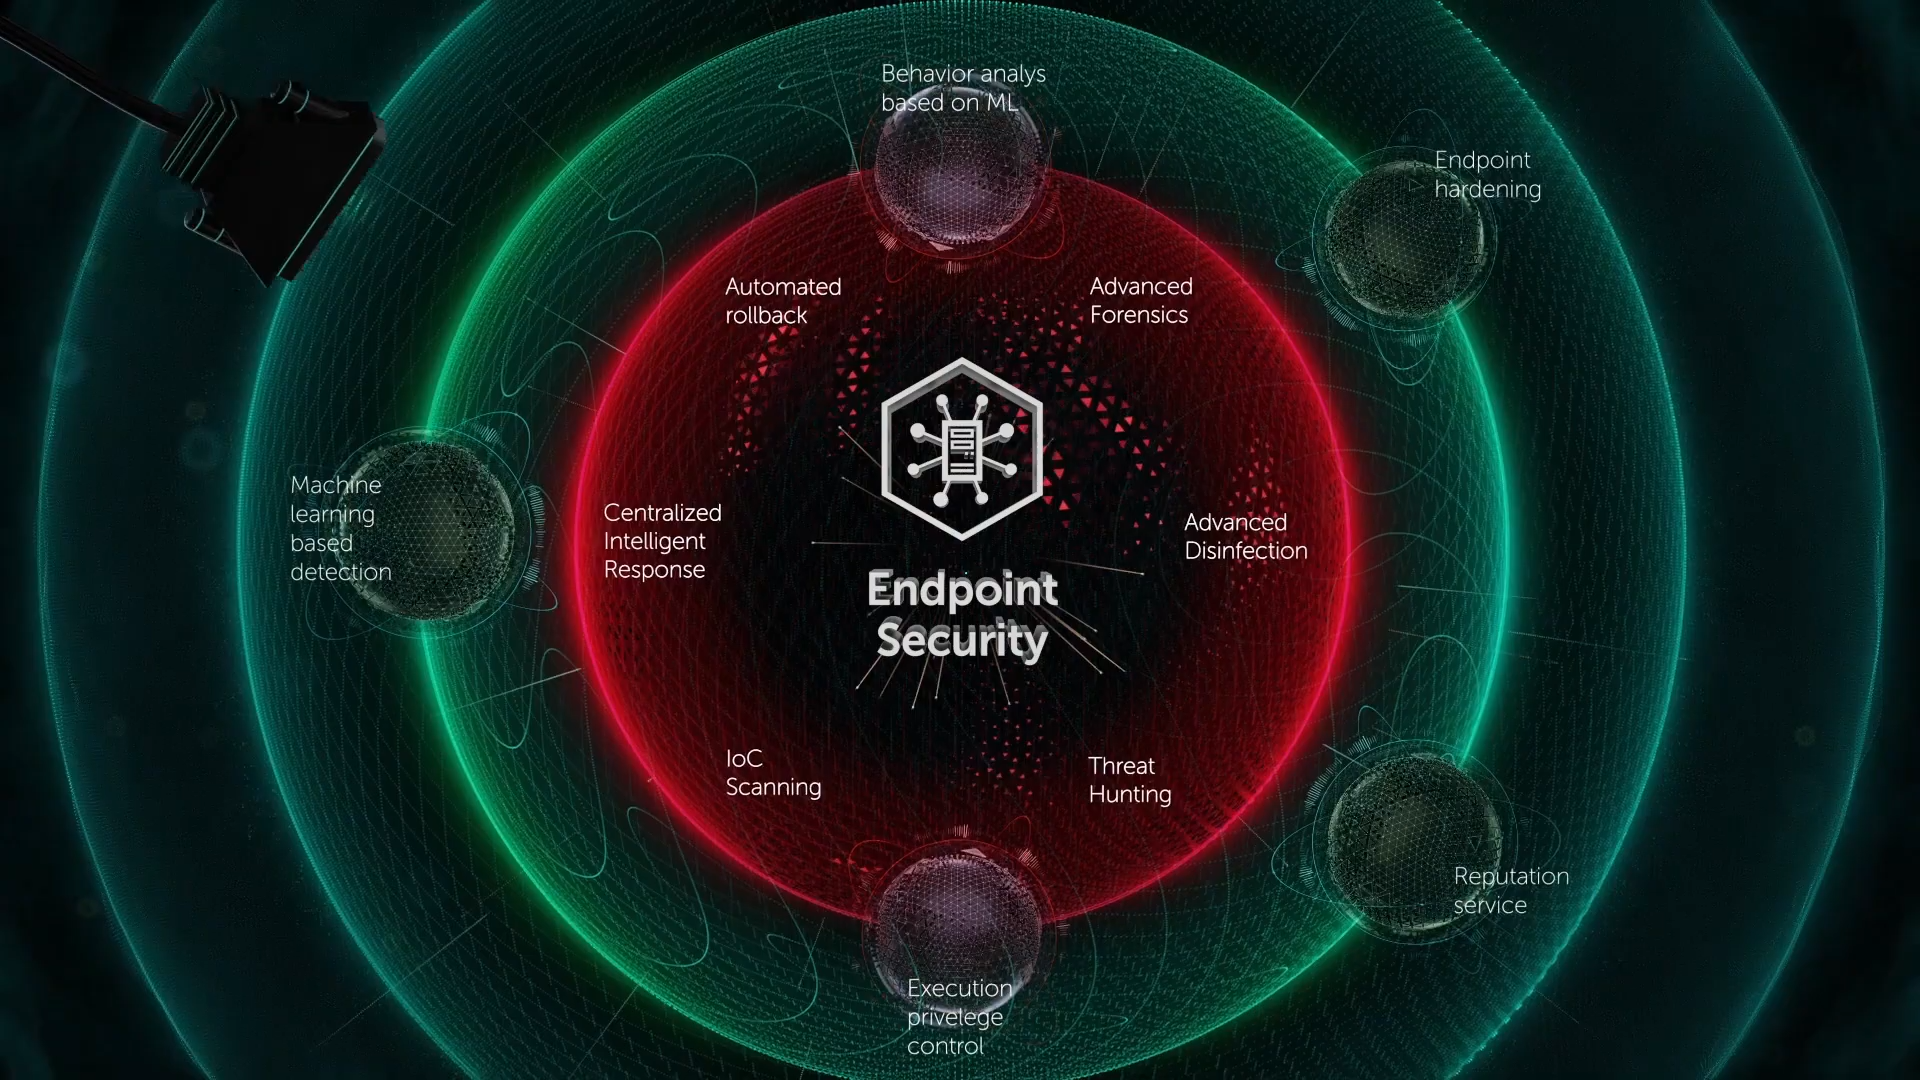 Behavior analys
based on ML
Endpoint
hardening
Automated
rollback
Advanced
Forensics
Machine
learning
based
detection
Centralized
Intelligent
Response
Advanced
Disinfection
Endpoint
Security
IoC
Scanning
Threat
Hunting
Reputation
service
Execution
privelege
control